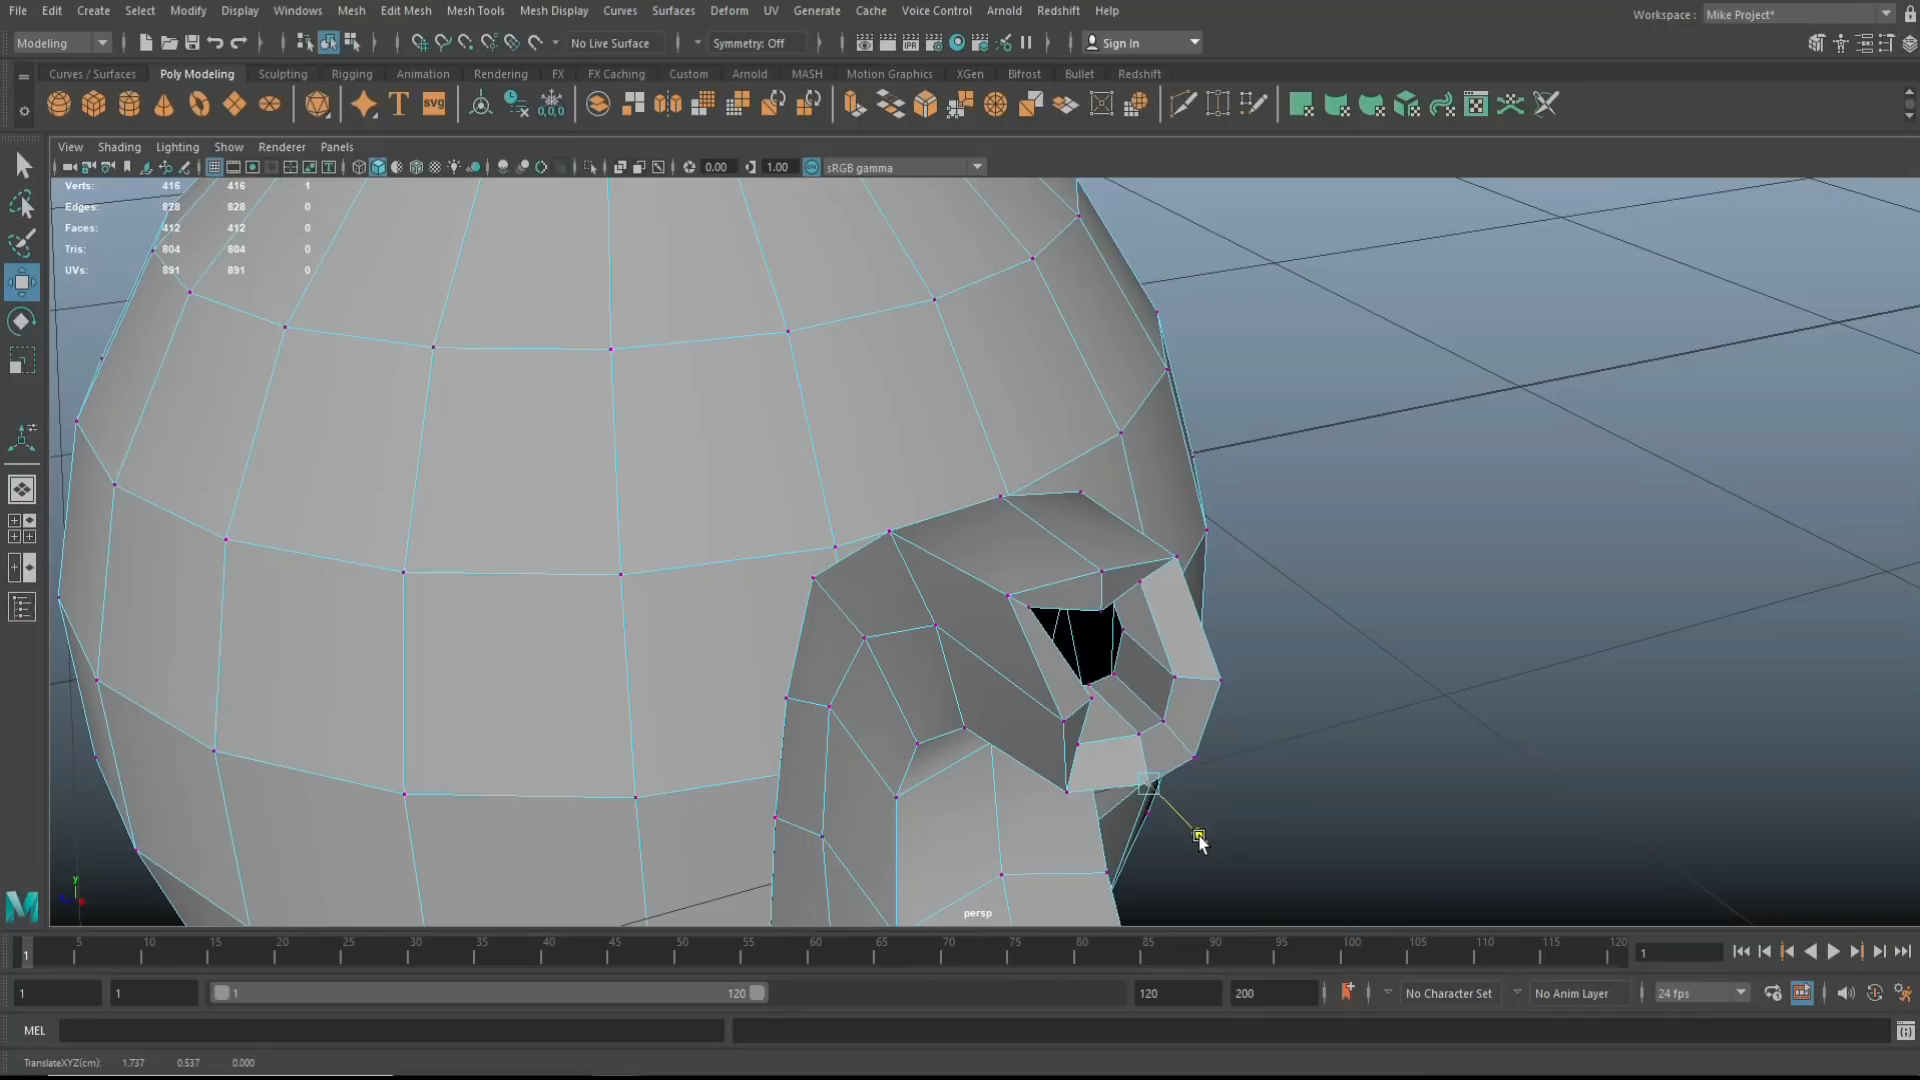 File Edit Create Select Modify Display Windows Mesh Edit Mesh Mesh Tools Mesh Display Curves Surfaces Deform UV Generate Cache Voice Control Arnold Redshift Help
Workspace : Mike Project*
Modeling No Live Surface Symmetry: Off Sign In
Curves / Surfaces Poly Modeling Sculpting Rigging Animation Rendering FX FX Caching Custom Arnold MASH Motion Graphics XGen Bifrost Bullet Redshift
T svg 0,0,0
View Shading Lighting Show Renderer Panels
0.00 1.00 sRGB gamma
Verts: 416 416 1
Edges: 828 828 0
Faces: 412 412 0
Tris: 804 804 0
UVs: 891 891 0
y
persp
5 10 15 20 25 30 35 40 45 50 55 60 65 70 75 80 85 90 95 100 105 110 115 120
1 1
1 1 1 120 120 200 No Character Set No Anim Layer 24 fps
MEL
TranslateXYZ(cm): 1.737 0.537 0.000